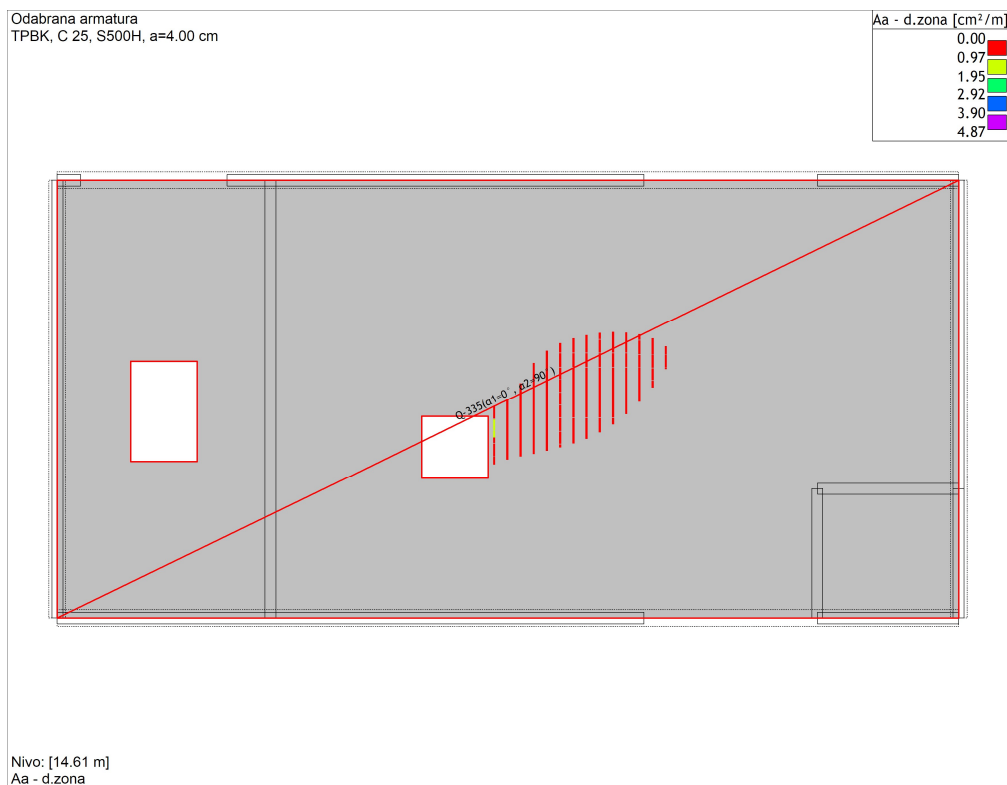 Odabrana armatura
TPBK, C 25, S500H, a=4.00 cm
Aa - d.zona [cm²/m]
0.00
0.97
1.95
2.92
3.90
4.87
Q-335(α1=0°, α2=90°)
Nivo: [14.61 m]
Aa - d.zona